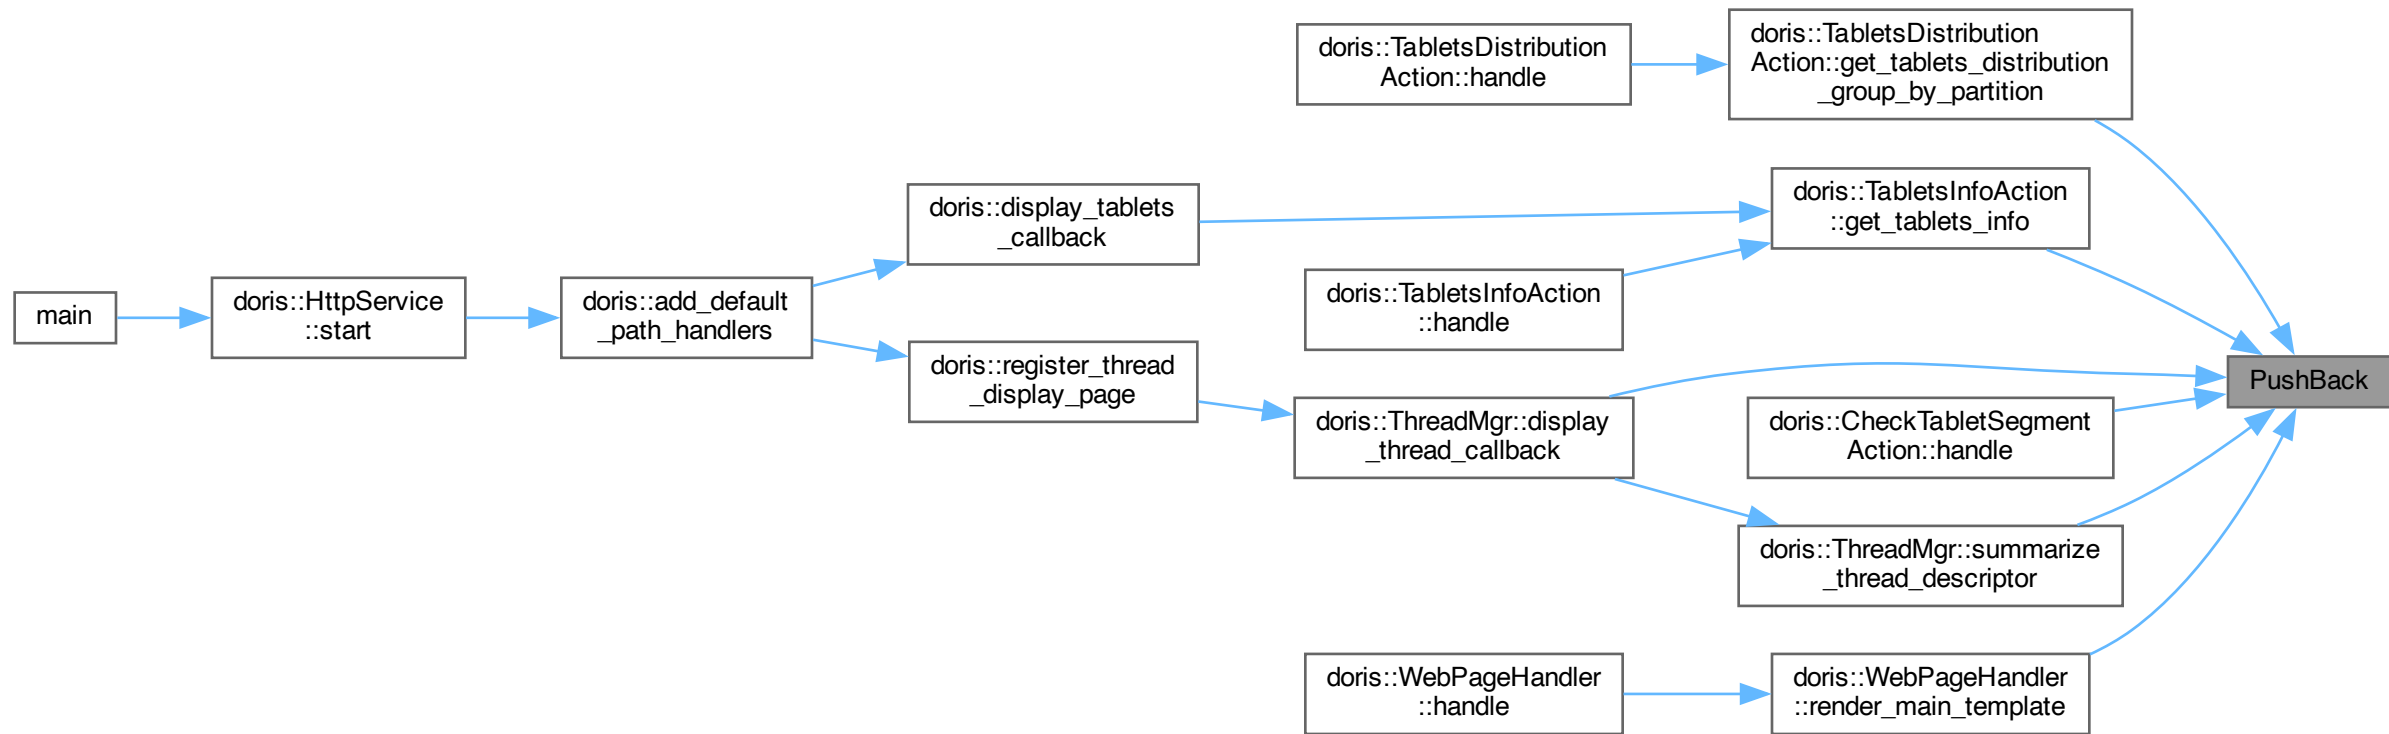 main
doris::HttpService
::start
doris::add_default
_path_handlers
doris::display_tablets
_callback
doris::register_thread
_display_page
doris::TabletsDistribution
Action::handle
doris::TabletsInfoAction
::handle
doris::ThreadMgr::display
_thread_callback
doris::WebPageHandler
::handle
doris::TabletsDistribution
Action::get_tablets_distribution
_group_by_partition
doris::TabletsInfoAction
::get_tablets_info
doris::CheckTabletSegment
Action::handle
doris::ThreadMgr::summarize
_thread_descriptor
doris::WebPageHandler
::render_main_template
PushBack